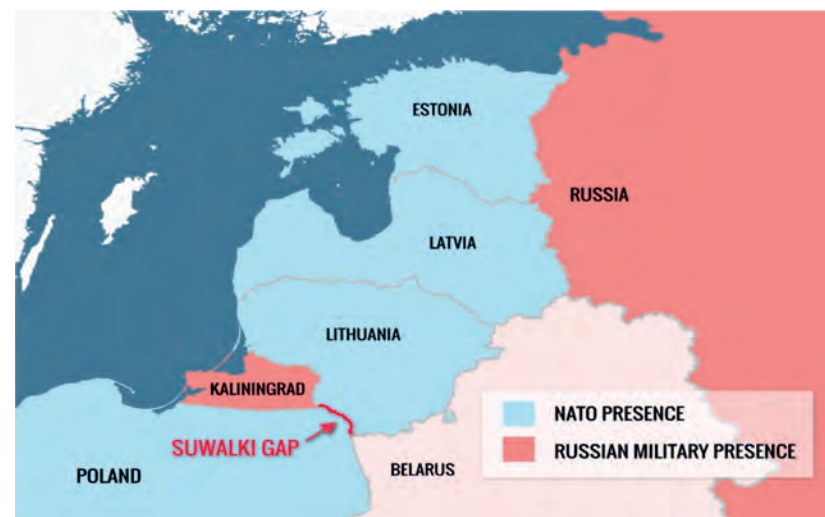 ESTONIA
RUSSIA
LATVIA
LITHUANIA
KALININGRAD
SUWALKI GAP
POLAND
BELARUS
NATO PRESENCE
RUSSIAN MILITARY PRESENCE